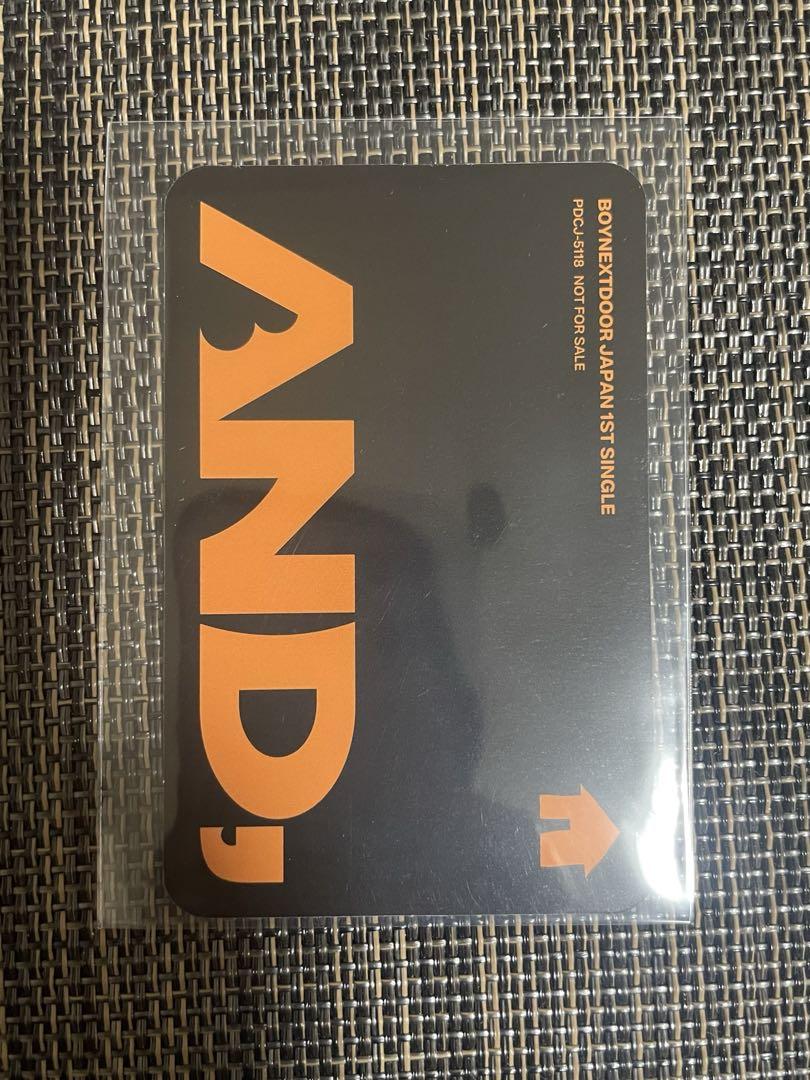 BOYNEXTDOOR JAPAN 1ST SINGLE
PDCJ-5118 NOT FOR SALE
AND,